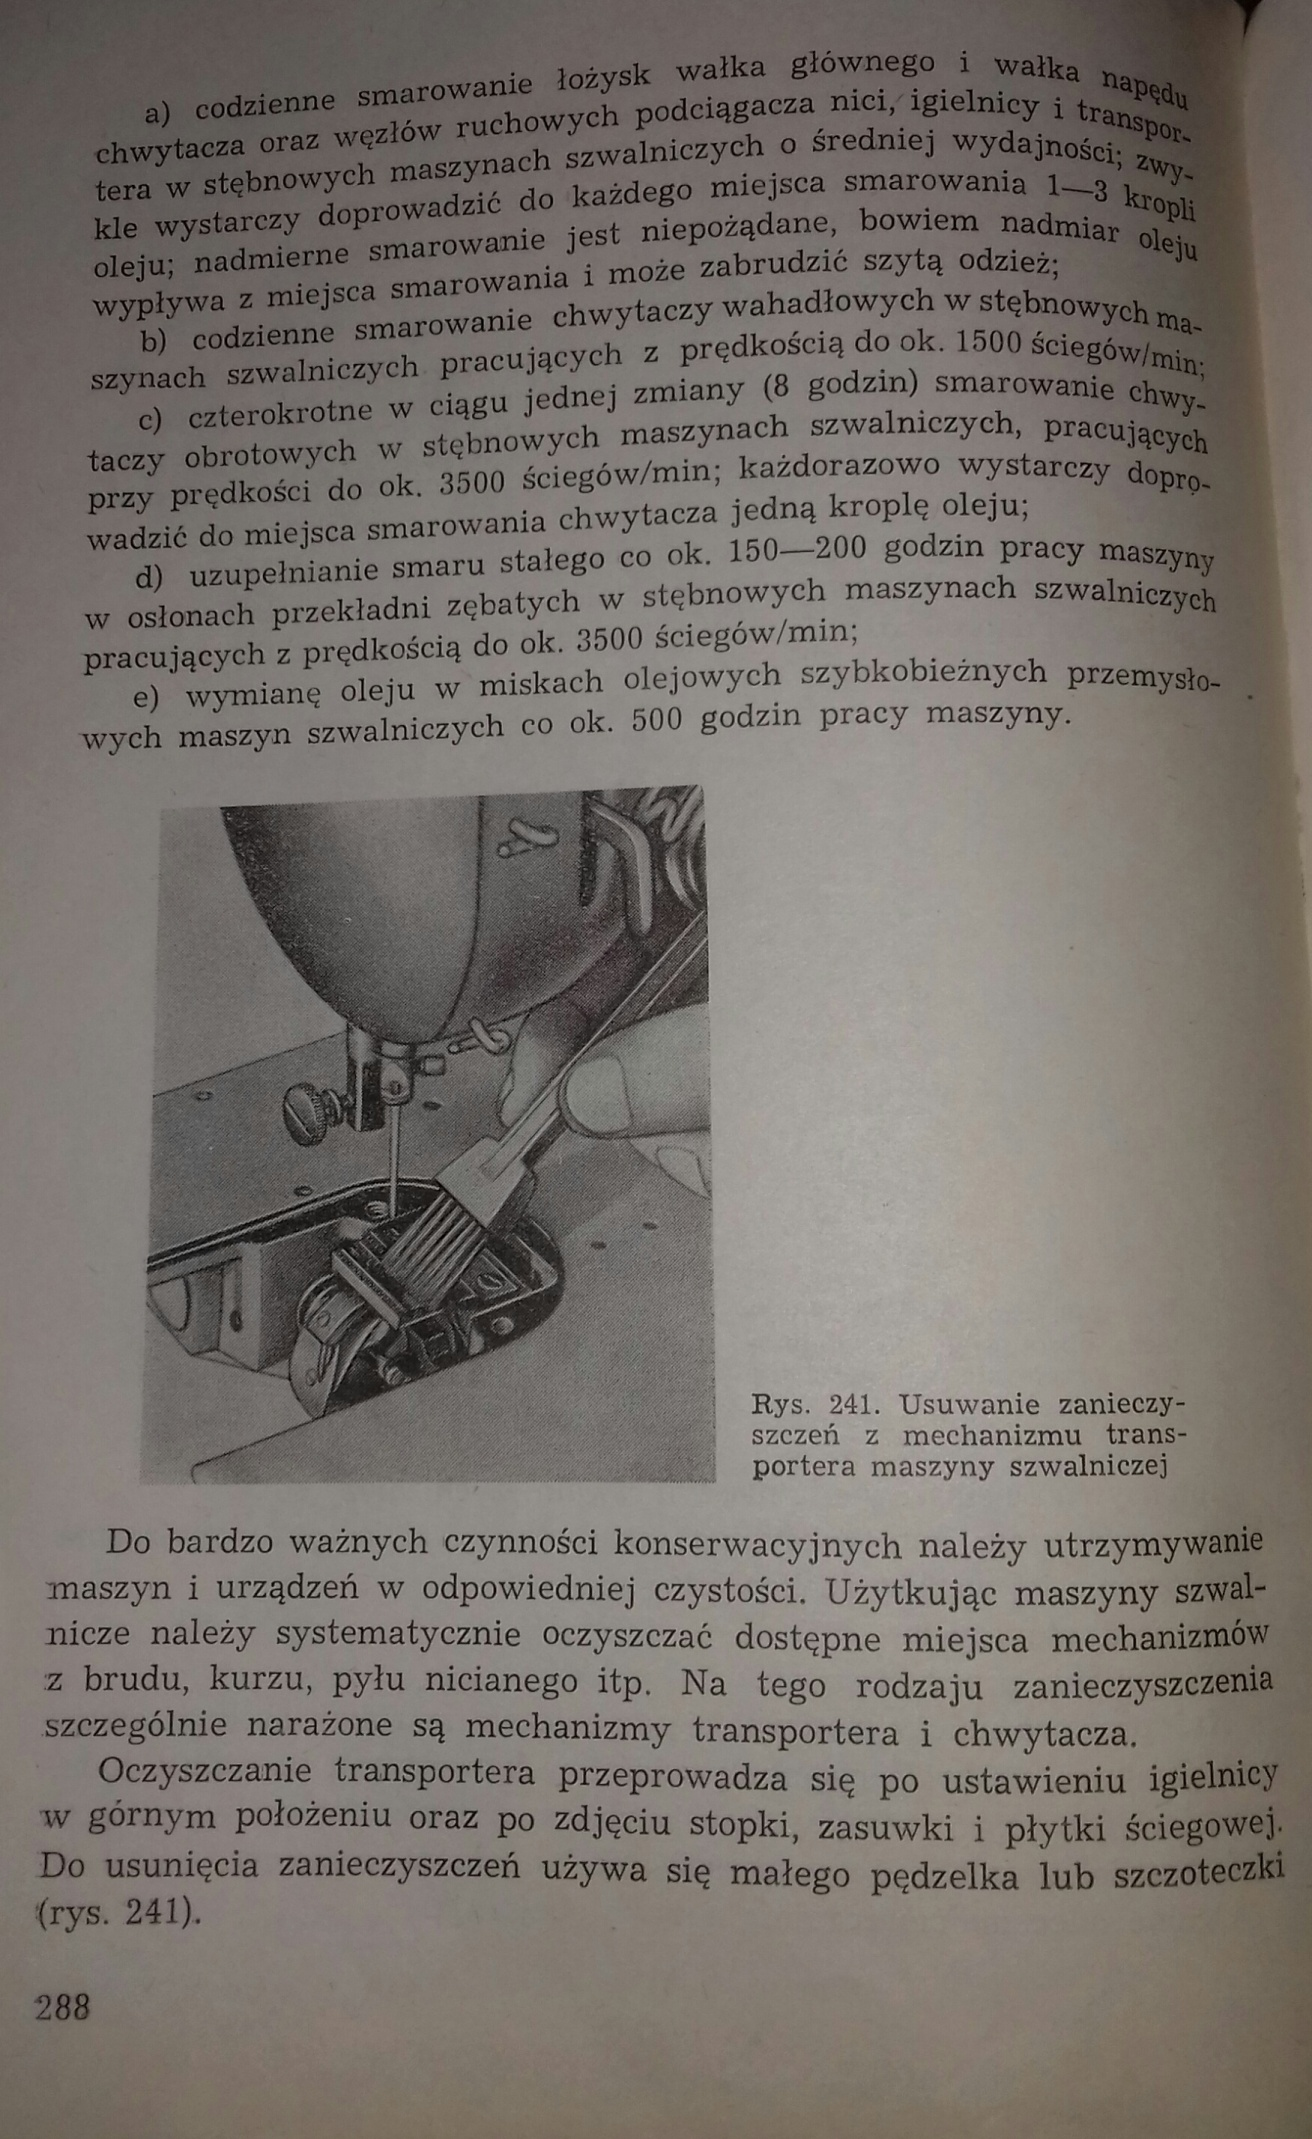 a) codzienne smarowanie łożysk wałka głównego i wałka napędu
chwytacza oraz węzłów ruchowych podciągacza nici, igielnicy i transpor-
tera w stębnowych maszynach szwalniczych o średniej wydajności; zwy-
kle wystarczy doprowadzić do każdego miejsca smarowania 1—3 kropli
oleju; nadmierne smarowanie jest niepożądane, bowiem nadmiar oleju
wypływa z miejsca smarowania i może zabrudzić szytą odzież;
b) codzienne smarowanie chwytaczy wahadłowych w stębnowych ma-
szynach szwalniczych pracujących z prędkością do ok. 1500 ściegów/min;
c) czterokrotne w ciągu jednej zmiany (8 godzin) smarowanie chwy-
taczy obrotowych w stębnowych maszynach szwalniczych, pracujących
przy prędkości do ok. 3500 ściegów/min; każdorazowo wystarczy dopro-
wadzić do miejsca smarowania chwytacza jedną kroplę oleju;
d) uzupełnianie smaru stałego co ok. 150—200 godzin pracy maszyny
w osłonach przekładni zębatych w stębnowych maszynach szwalniczych
pracujących z prędkością do ok. 3500 ściegów/min;
e) wymianę oleju w miskach olejowych szybkobieżnych przemysło-
wych maszyn szwalniczych co ok. 500 godzin pracy maszyny.
Rys. 241. Usuwanie zanieczy-
szczeń z mechanizmu trans-
portera maszyny szwalniczej
Do bardzo ważnych czynności konserwacyjnych należy utrzymywanie
maszyn i urządzeń w odpowiedniej czystości. Użytkując maszyny szwal-
nicze należy systematycznie oczyszczać dostępne miejsca mechanizmów
z brudu, kurzu, pyłu nicianego itp. Na tego rodzaju zanieczyszczenia
szczególnie narażone są mechanizmy transportera i chwytacza.
Oczyszczanie transportera przeprowadza się po ustawieniu igielnicy
w górnym położeniu oraz po zdjęciu stopki, zasuwki i płytki ściegowej.
Do usunięcia zanieczyszczeń używa się małego pędzelka lub szczoteczki
(rys. 241).
288